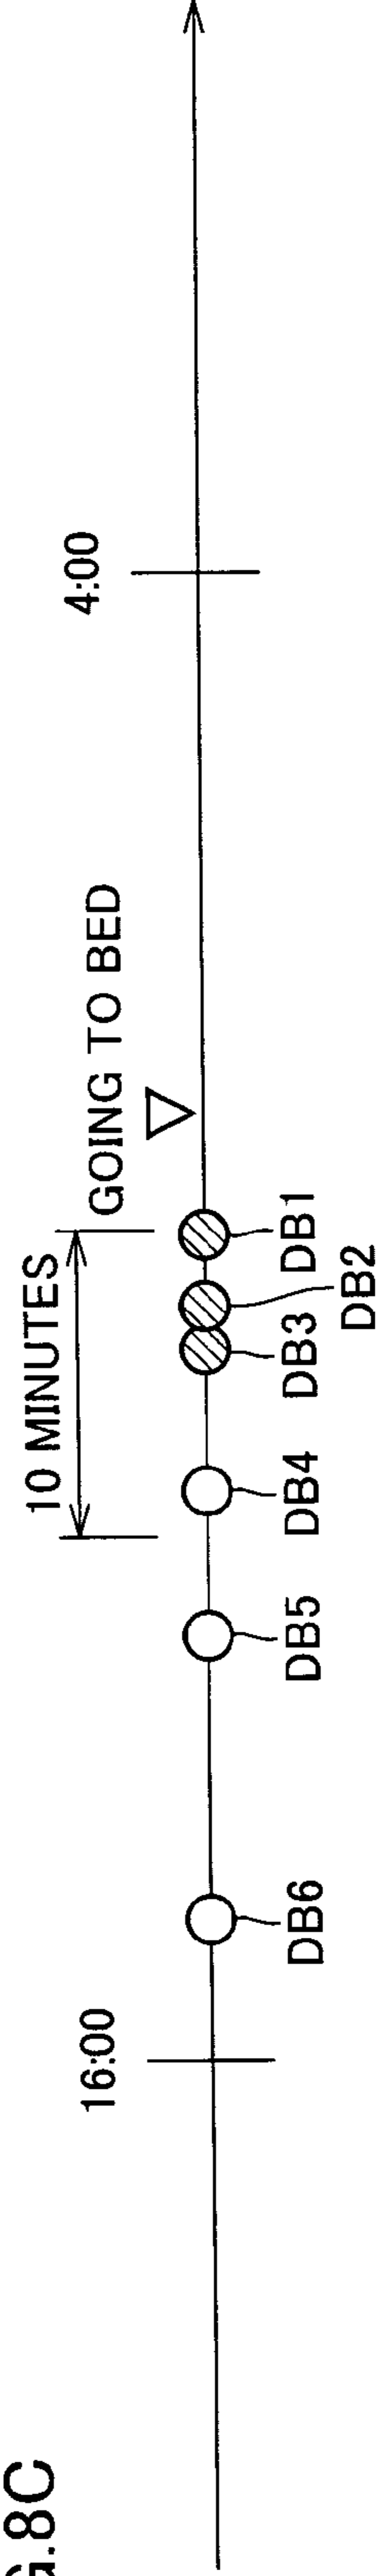 G.8C
16:00
4:00
10 MINUTES
GOING TO BED
DB6
DB5
DB4
DB3
DB2
DB1